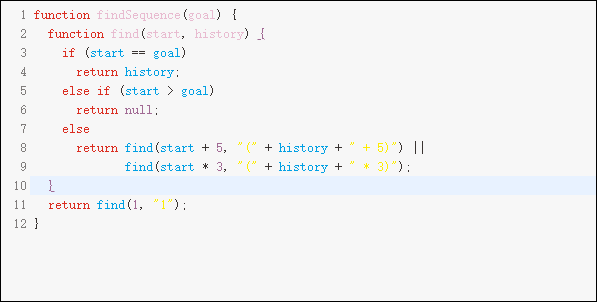 1 function findSequence(goal) {
2 function find(start, history) {
3 if (start == goal)
4 return history;
5 else if (start > goal)
6 return null;
7 else
8 return find(start + 5, "(" + history + " + 5)") ||
9 find(start * 3, "(" + history + " * 3)");
10 }
11 return find(1, "1");
12 }